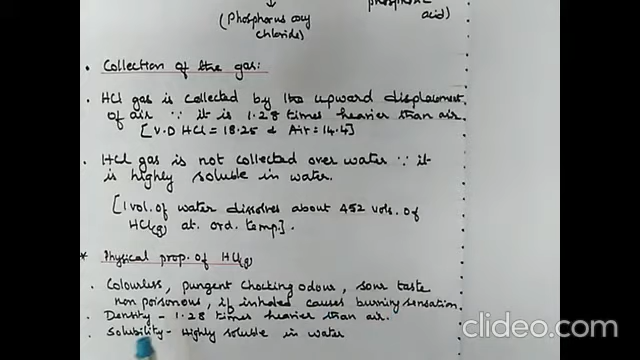 (Phosphorus oxy
chloride)
acid)
. Collection of the gas:
. HCl gas is collected by the upward displacement
of air ∵ it is 1.28 times heavier than air.
[V.D HCl = 18.25 & Air = 14.4]
. HCl gas is not collected over water ∵ it
is highly soluble in water.
[1 vol. of water dissolves about 452 vols. of
HCl(g) at. ord. temp].
* Physical prop. of HCl(g)
. Colourless, pungent chocking odour, sour taste
non poisonous, if inhaled causes burning sensation.
. Density - 1.28 times heavier than air.
. Solubility - Highly soluble in water
clideo.com